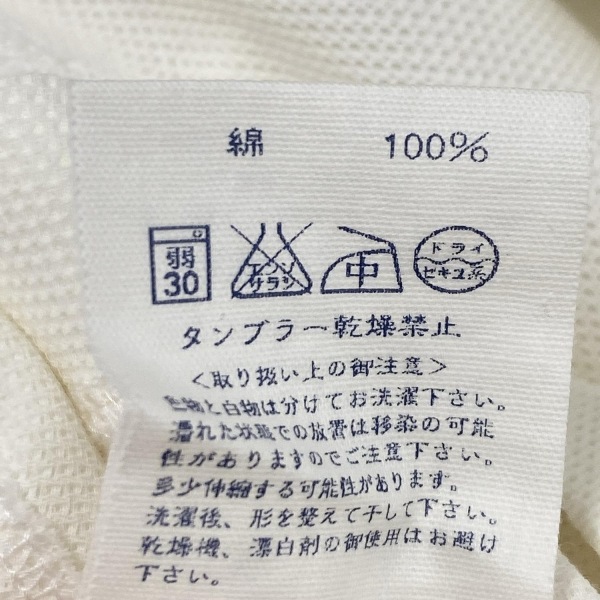 綿 100%
弱 エンソ 中 ドライ
30 サラシ セキユ系
タンブラー乾燥禁止
<取り扱い上の御注意>
色物と白物は分けてお洗濯下さい。
濡れた状態での放置は移染の可能
性がありますのでご注意下さい。
多少伸縮する可能性があります。
洗濯後、形を整えて干して下さい。
乾燥機、漂白剤の御使用はお避け
下さい。